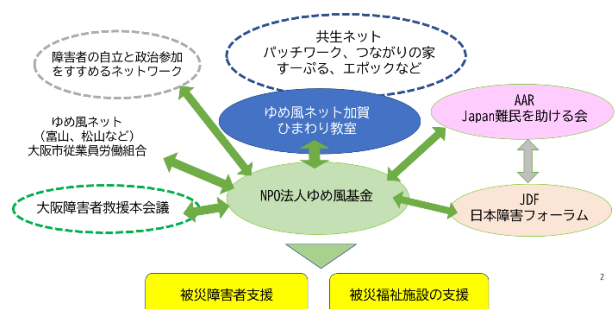 共生ネット
パッチワーク、つながりの家
すーぷる、エポックなど
障害者の自立と政治参加
をすすめるネットワーク
ゆめ風ネット加賀
ひまわり教室
AAR
Japan難民を助ける会
ゆめ風ネット
（富山、松山など）
大阪市従業員労働組合
NPO法人ゆめ風基金
大阪障害者救援本会議
JDF
日本障害フォーラム
被災障害者支援
被災福祉施設の支援
2